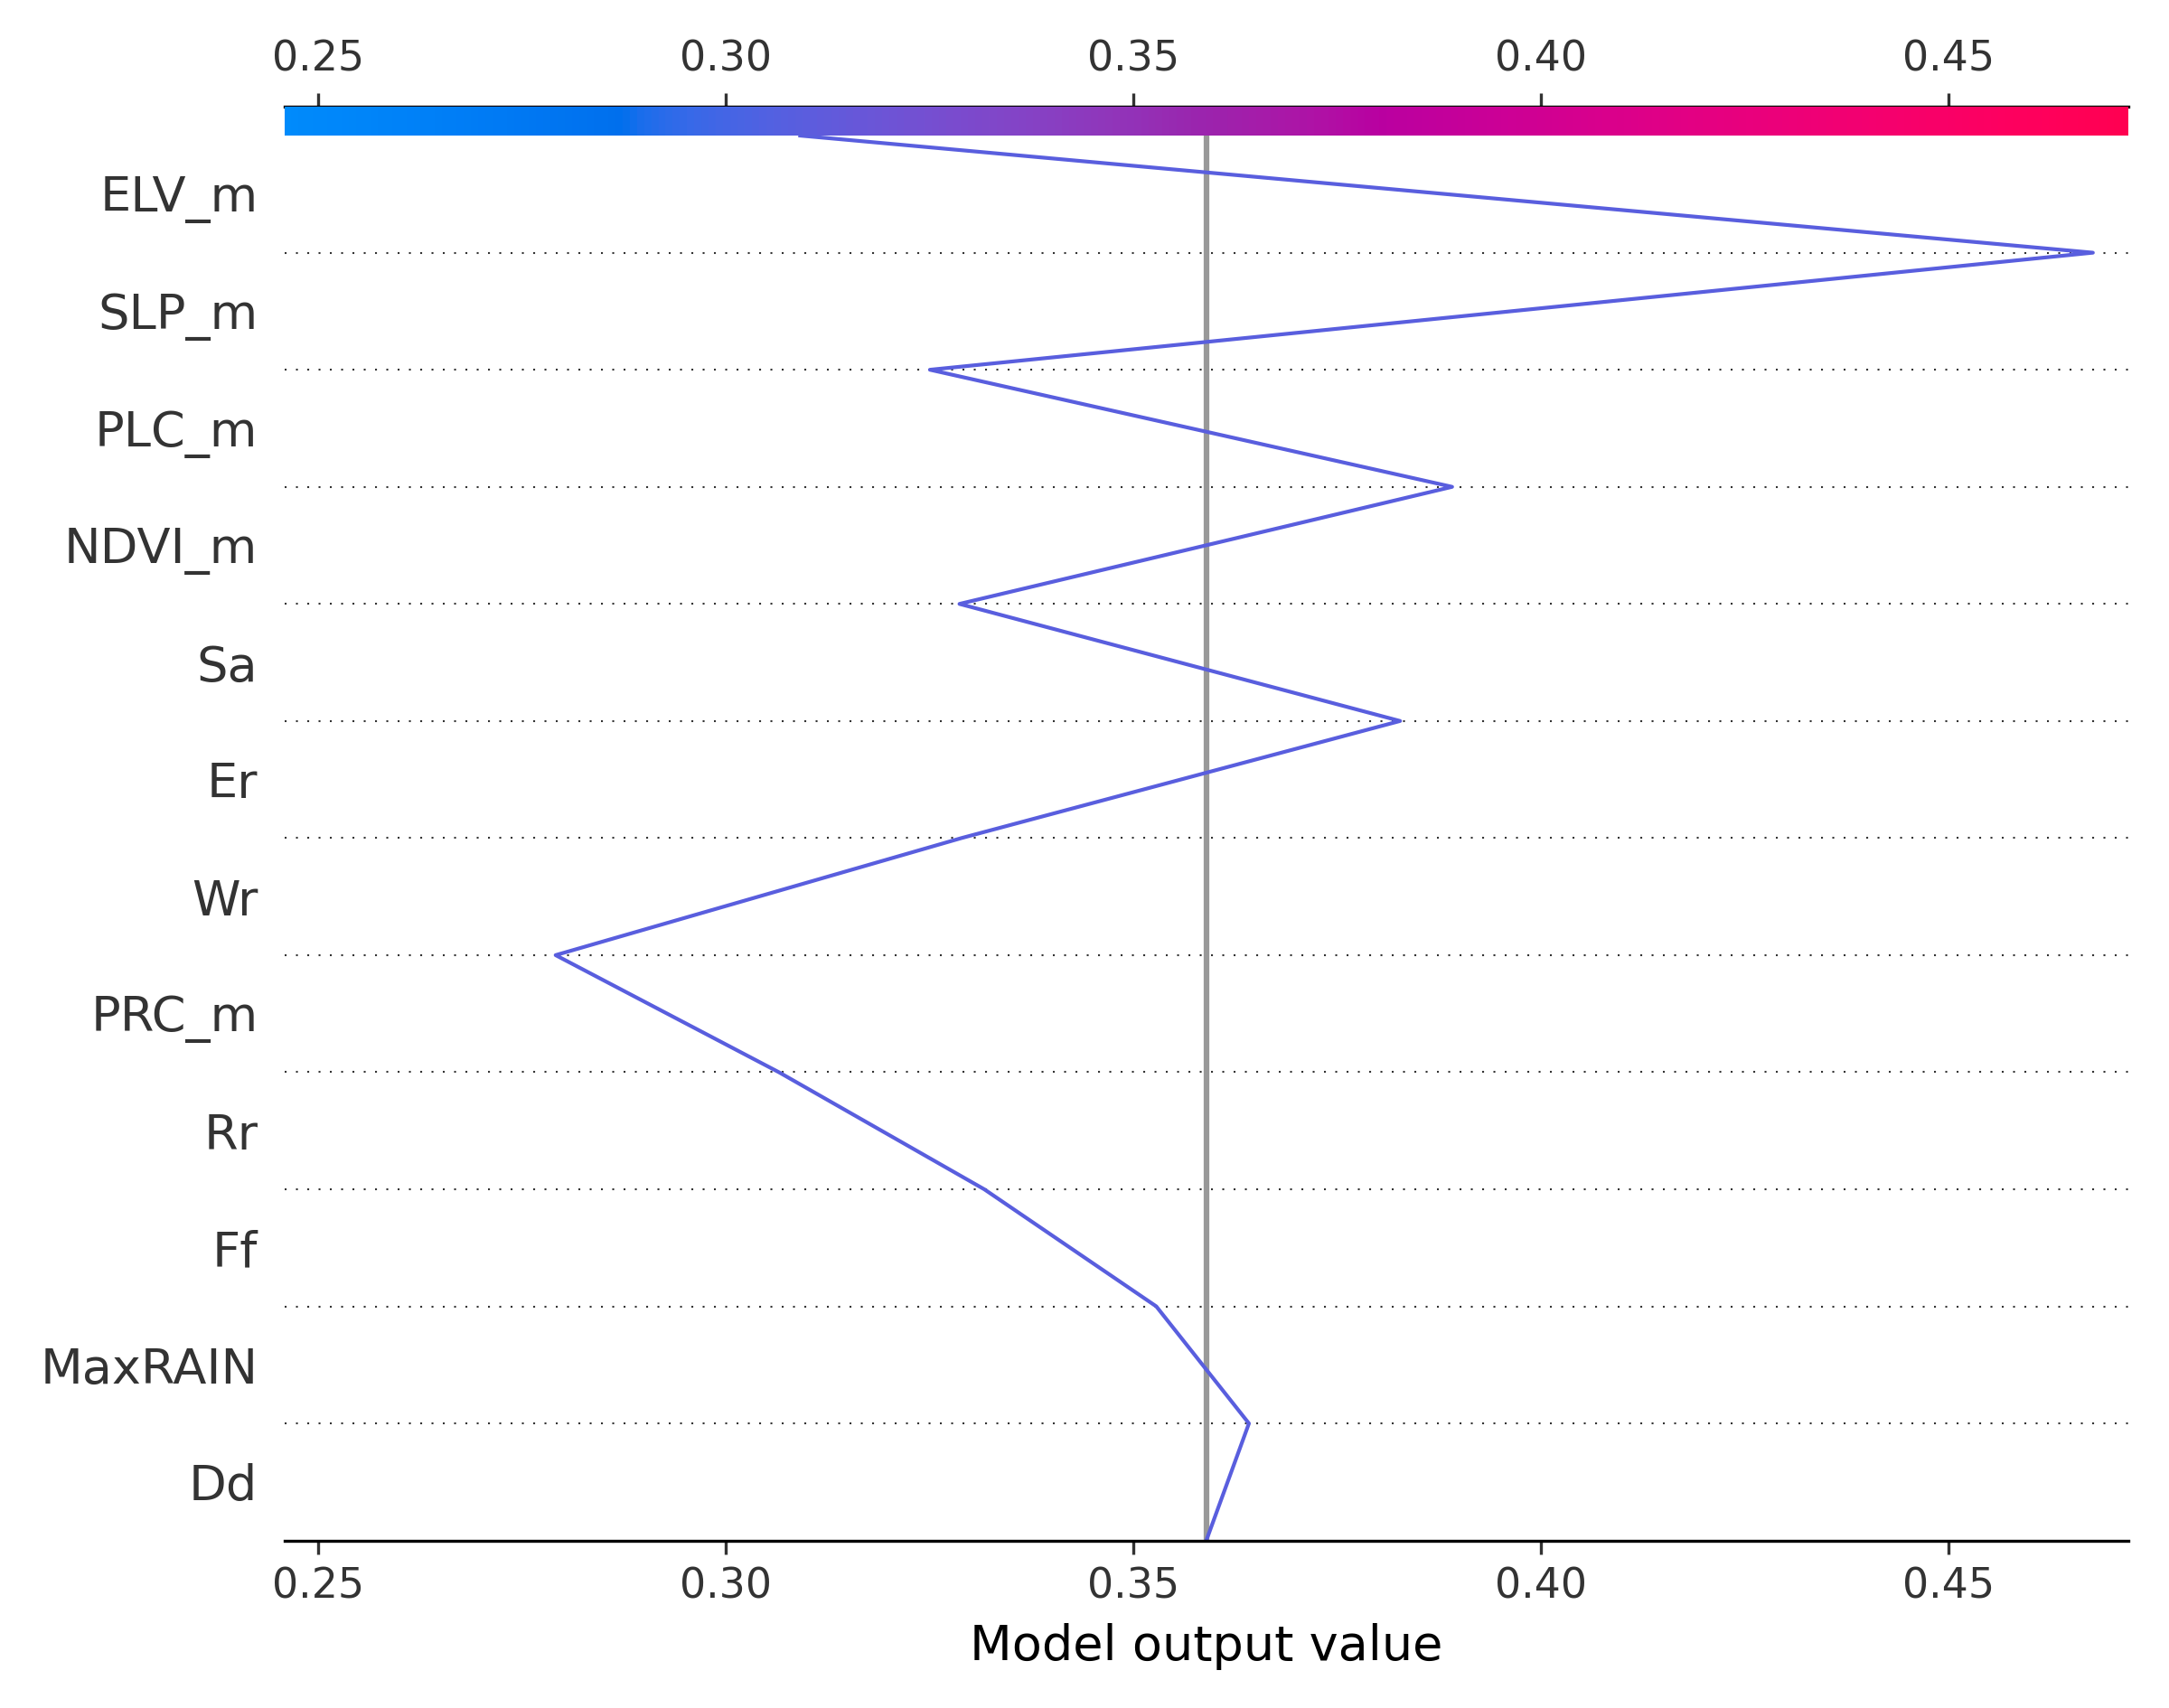 0.25 0.30 0.35 0.40 0.45
ELV_m
SLP_m
PLC_m
NDVI_m
Sa
Er
Wr
PRC_m
Rr
Ff
MaxRAIN
Dd
0.25 0.30 0.35 0.40 0.45
Model output value